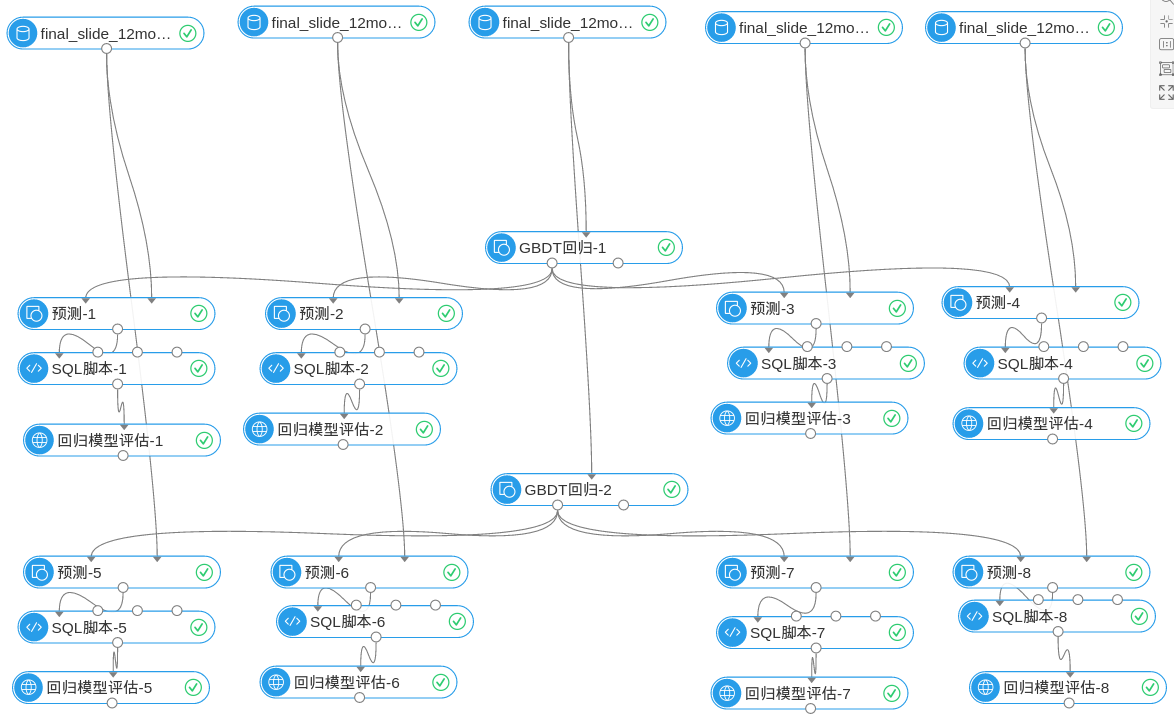 final_slide_12mo...
final_slide_12mo...
final_slide_12mo...
final_slide_12mo...
final_slide_12mo...
GBDT回归-1
预测-1
预测-2
预测-3
预测-4
SQL脚本-1
SQL脚本-2
SQL脚本-3
SQL脚本-4
回归模型评估-1
回归模型评估-2
回归模型评估-3
回归模型评估-4
GBDT回归-2
预测-5
预测-6
预测-7
预测-8
SQL脚本-5
SQL脚本-6
SQL脚本-7
SQL脚本-8
回归模型评估-5
回归模型评估-6
回归模型评估-7
回归模型评估-8